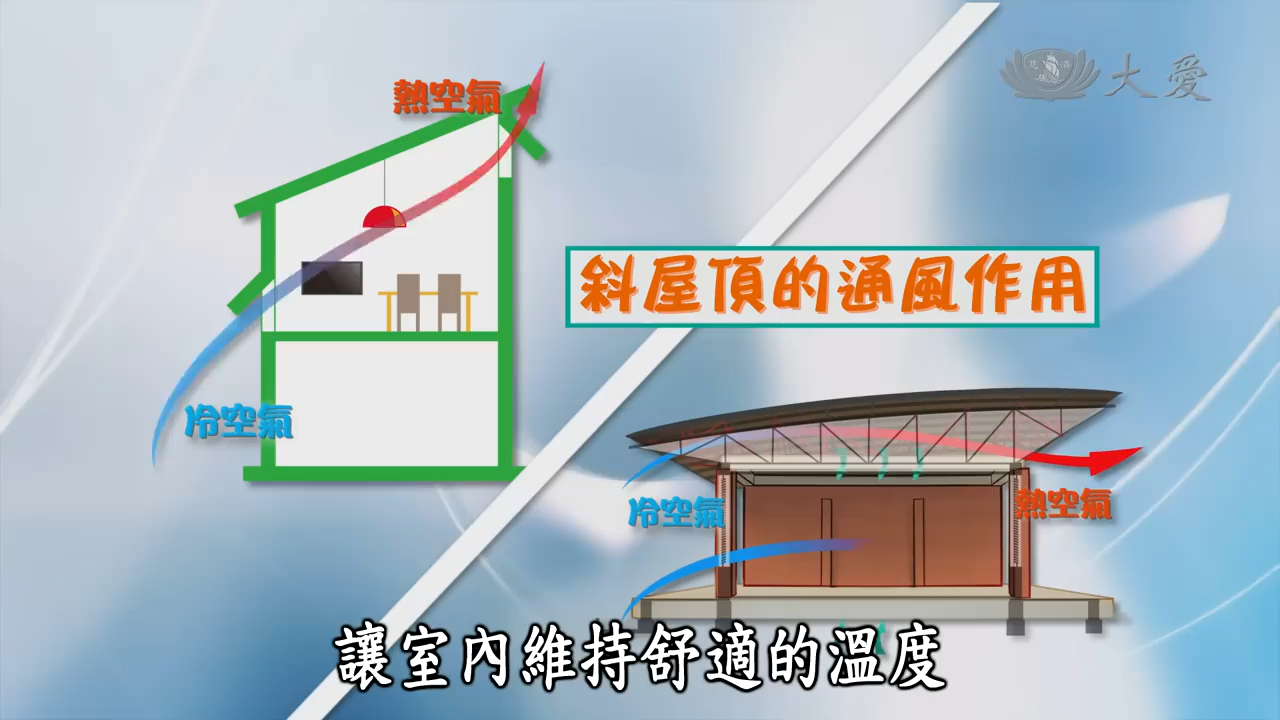 熱空氣
大愛
斜屋頂的通風作用
冷空氣
冷空氣
熱空氣
讓室內維持舒適的溫度